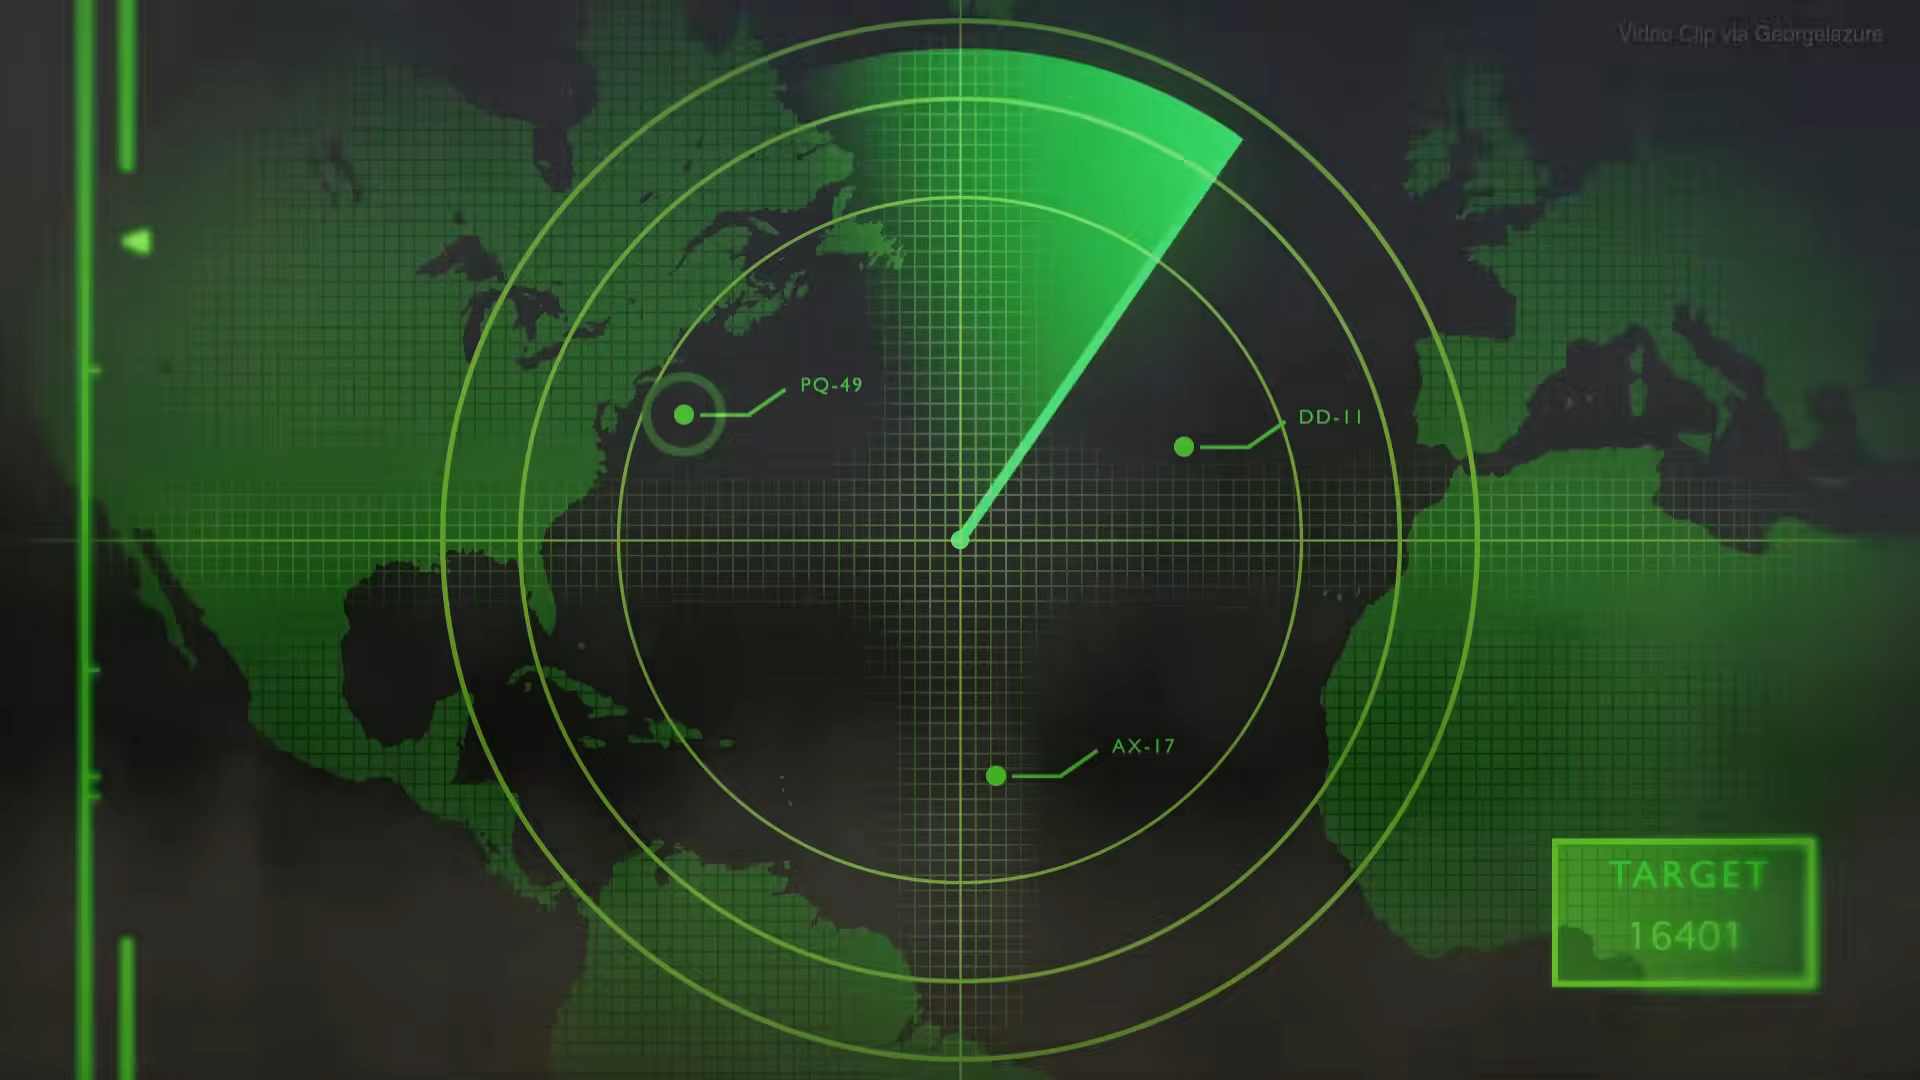 Video Clip via Georgelazure
PQ-49
DD-11
AX-17
TARGET
16401